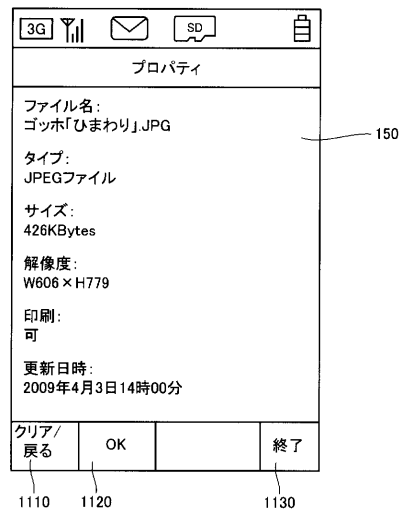 3G SD
プロパティ
ファイル名:
ゴッホ「ひまわり」.JPG
150
タイプ:
JPEGファイル
サイズ:
426KBytes
解像度:
W606×H779
印刷:
可
更新日時:
2009年4月3日14時00分
クリア/
戻る
OK
終了
1110 1120 1130